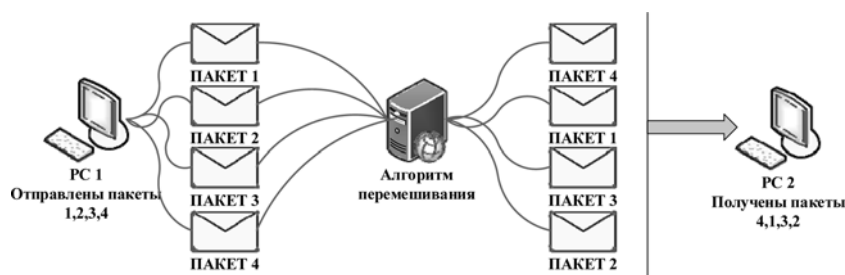 ПАКЕТ 1
ПАКЕТ 2
ПАКЕТ 3
ПАКЕТ 4
PC 1
Отправлены пакеты
1,2,3,4
Алгоритм
перемешивания
ПАКЕТ 4
ПАКЕТ 1
ПАКЕТ 3
ПАКЕТ 2
PC 2
Получены пакеты
4,1,3,2